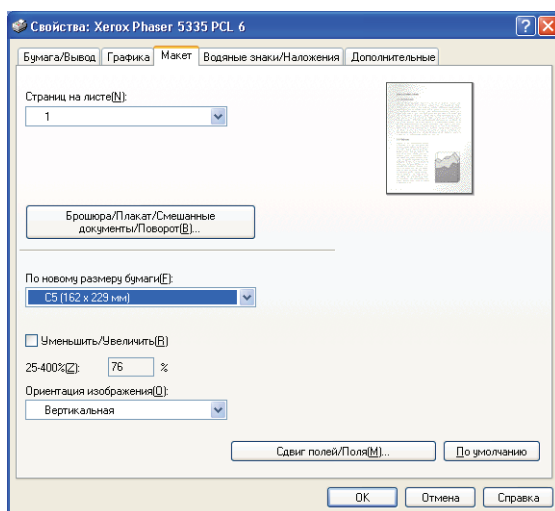 Свойства: Xerox Phaser 5335 PCL 6
Бумага/Вывод Графика Макет Водяные знаки/Наложения Дополнительные
Страниц на листе(N):
1
Брошюра/Плакат/Смешанные
документы/Поворот(B)...
По новому размеру бумаги(F):
C5 (162 x 229 мм)
Уменьшить/Увеличить(R)
25-400%(Z): 76 %
Ориентация изображения(O):
Вертикальная
Сдвиг полей/Поля(M)... По умолчанию
OK Отмена Справка